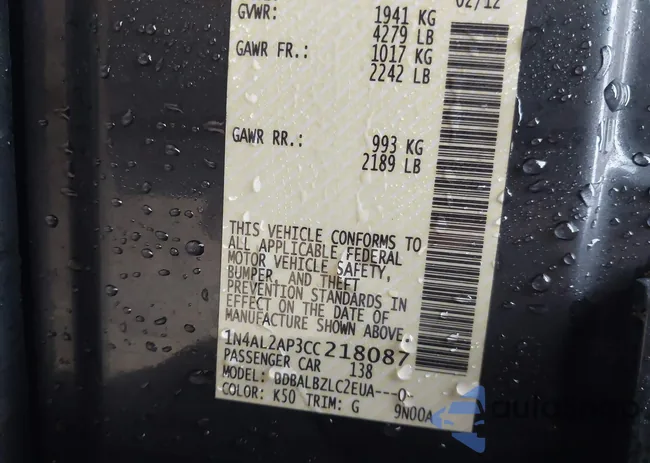 02/12
GVWR: 1941 KG
4279 LB
GAWR FR.: 1017 KG
2242 LB
GAWR RR.: 993 KG
2189 LB
THIS VEHICLE CONFORMS TO
ALL APPLICABLE FEDERAL
MOTOR VEHICLE SAFETY,
BUMPER, AND THEFT
PREVENTION STANDARDS IN
EFFECT ON THE DATE OF
MANUFACTURE SHOWN ABOVE.
1N4AL2AP3CC218087
PASSENGER CAR 138
MODEL: BDBALBZLC2EUA---0-
COLOR: K50 TRIM: G 9N00A